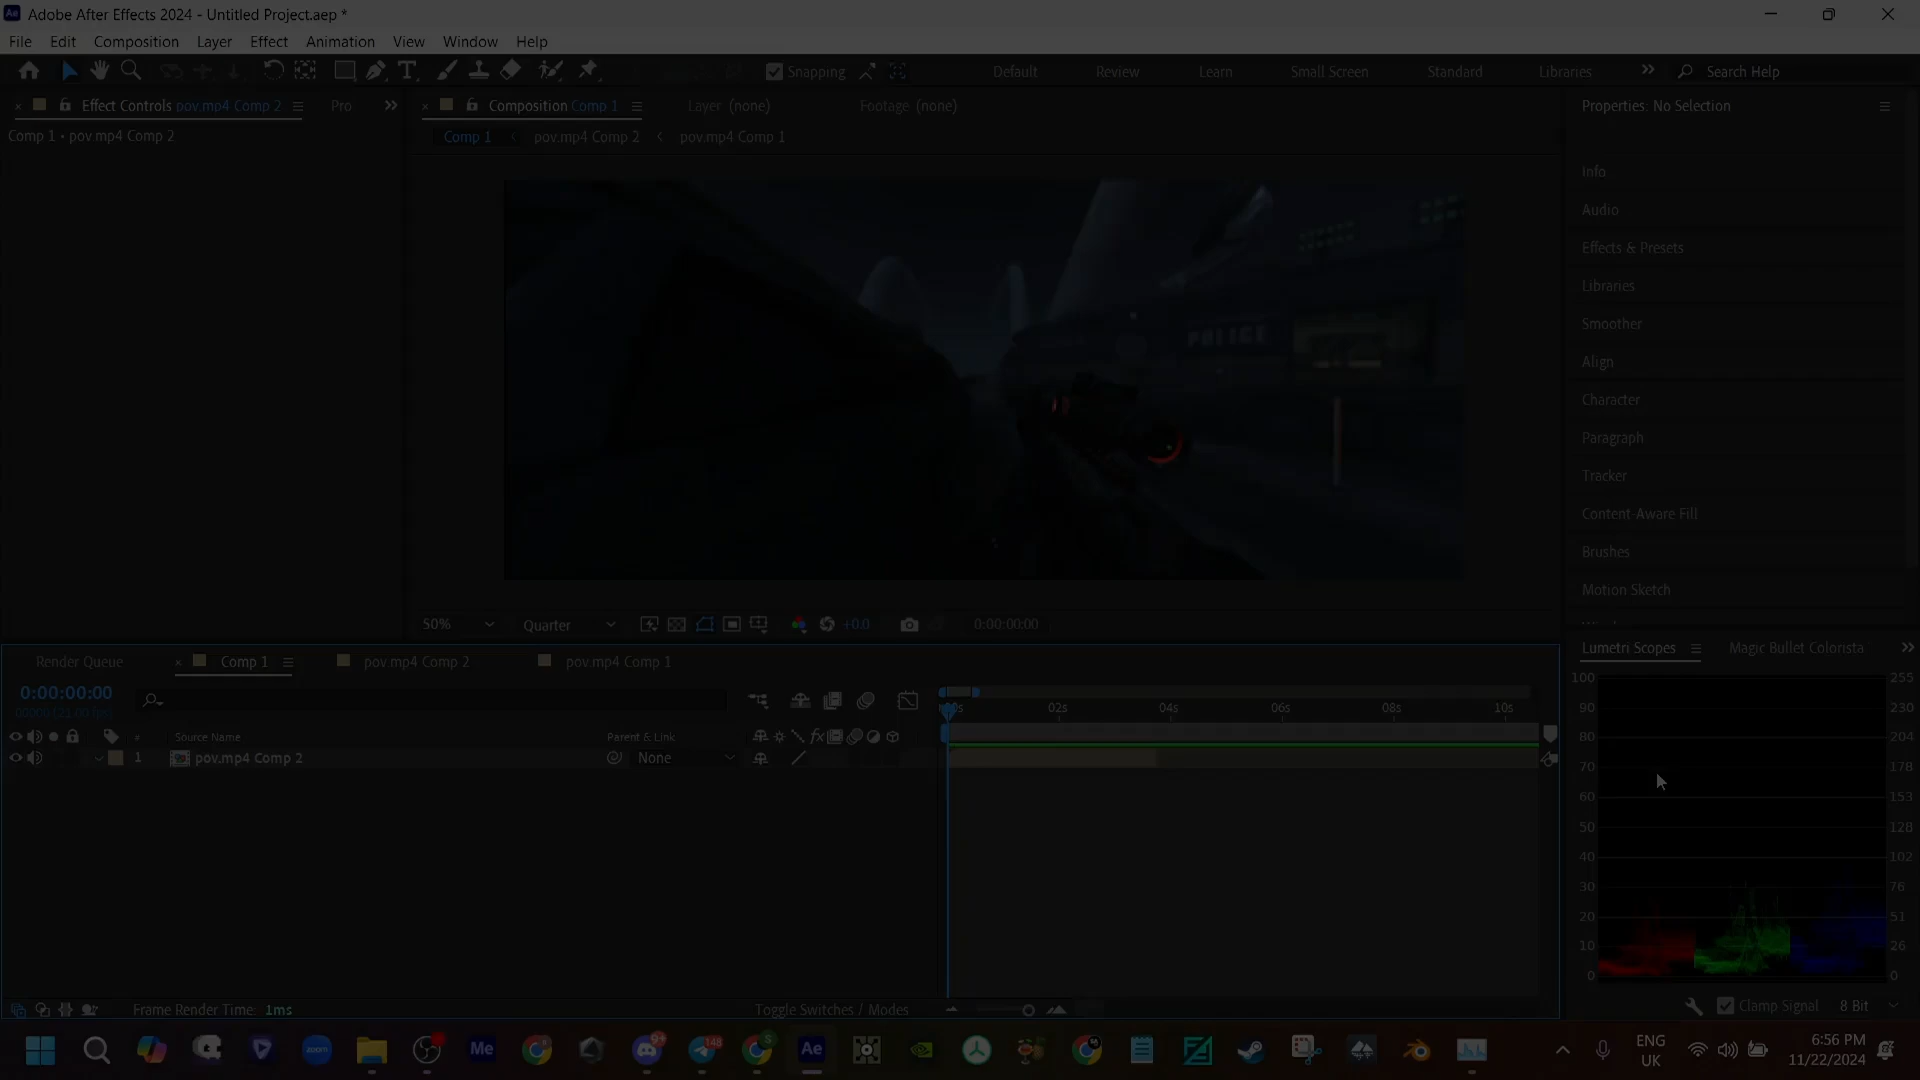 Adobe After Effects 2024 - Untitled Project.aep *
File Edit Composition Layer Effect Animation View Window Help
Snapping Default Review Learn Small Screen Standard Libraries Search Help
Effect Controls pov.mp4 Comp 2 Pro
Composition Comp 1 Layer (none) Footage (none)
Properties: No Selection
Comp 1 • pov.mp4 Comp 2
Comp 1 pov.mp4 Comp 2 pov.mp4 Comp 1
Info
Audio
Effects & Presets
Libraries
Smoother
Align
Character
Paragraph
Tracker
Content-Aware Fill
Brushes
Motion Sketch
POLICE
50% Quarter +0.0 0:00:00:00
Render Queue Comp 1 pov.mp4 Comp 2 pov.mp4 Comp 1
Lumetri Scopes Magic Bullet Colorista
0:00:00:00
02s 04s 06s 08s 10s
# Source Name Parent & Link fx
1 pov.mp4 Comp 2 None
100 255
90 230
80 204
70 178
60 153
50 128
40 102
30 76
20 51
10 26
0 0
Frame Render Time: 1ms Toggle Switches / Modes
Clamp Signal 8 Bit
zoom Me 148 Ae
ENG
UK
6:56 PM
11/22/2024